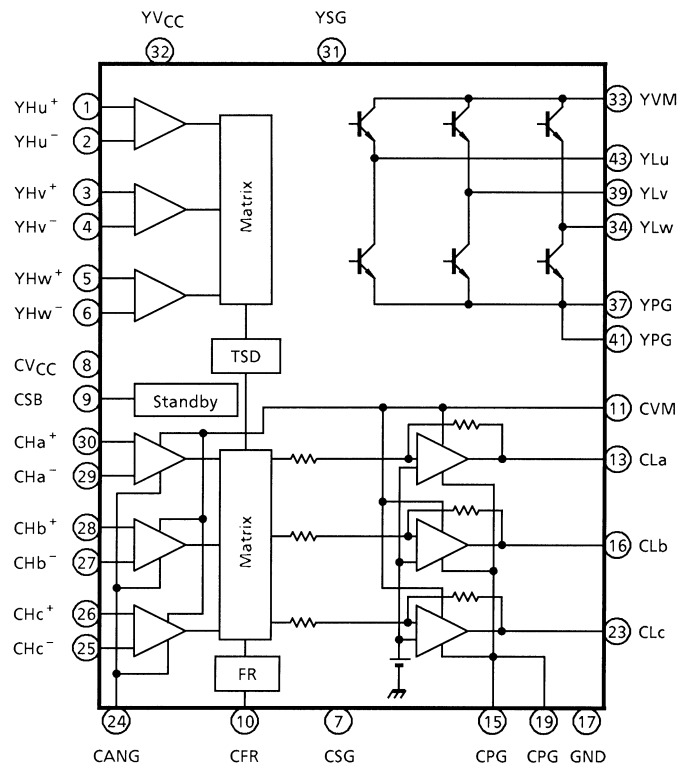 YVCC YSG
32 31
YHu+ 1
YHu− 2
YHv+ 3
YHv− 4
YHw+ 5
YHw− 6
Matrix
33 YVM
43 YLu
39 YLv
34 YLw
37 YPG
41 YPG
TSD
CVCC 8
CSB 9 Standby
CHa+ 30
CHa− 29
CHb+ 28
CHb− 27
CHc+ 26
CHc− 25
Matrix
FR
11 CVM
13 CLa
16 CLb
23 CLc
24 10 7 15 19 17
CANG CFR CSG CPG CPG GND